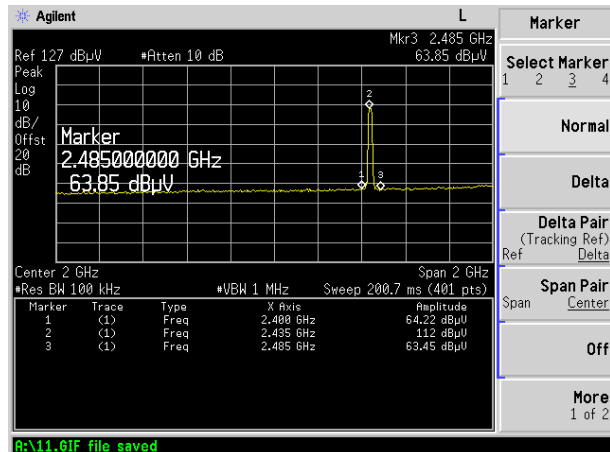 Agilent L
Mkr3 2.485 GHz
Ref 127 dBµV #Atten 10 dB 63.85 dBµV
Peak
Log
10
dB/
Offst
20
dB
2
Marker
2.485000000 GHz
63.85 dBµV
1 3
Center 2 GHz Span 2 GHz
#Res BW 100 kHz #VBW 1 MHz Sweep 200.7 ms (401 pts)
Marker Trace Type X Axis Amplitude
1 (1) Freq 2.400 GHz 64.22 dBµV
2 (1) Freq 2.435 GHz 112 dBµV
3 (1) Freq 2.485 GHz 63.45 dBµV
A:\11.GIF file saved
Marker
Select Marker
1 2 3 4
Normal
Delta
Delta Pair
(Tracking Ref)
Ref Delta
Span Pair
Span Center
Off
More
1 of 2